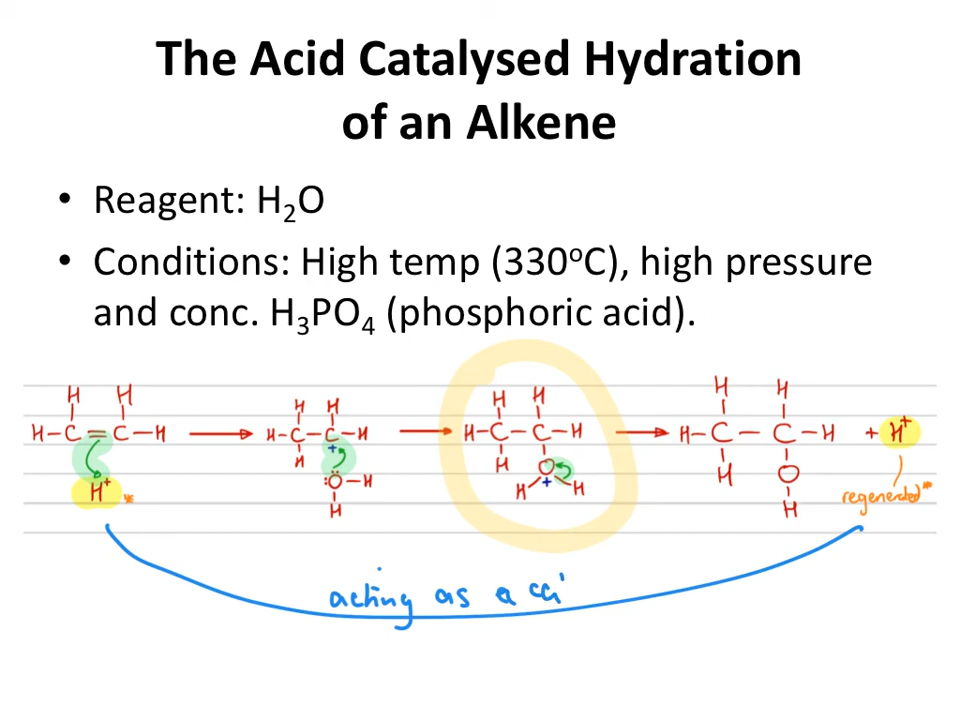 The Acid Catalysed Hydration
of an Alkene
• Reagent: H₂O
• Conditions: High temp (330ᵒC), high pressure
and conc. H₃PO₄ (phosphoric acid).
H H H H H H H H
H–C=C–H → H–C–C–H → H–C–C–H → H–C–C–H + H⁺
H + H H O
H⁺ * :Ö–H H + H H regenerated*
H
acting as a